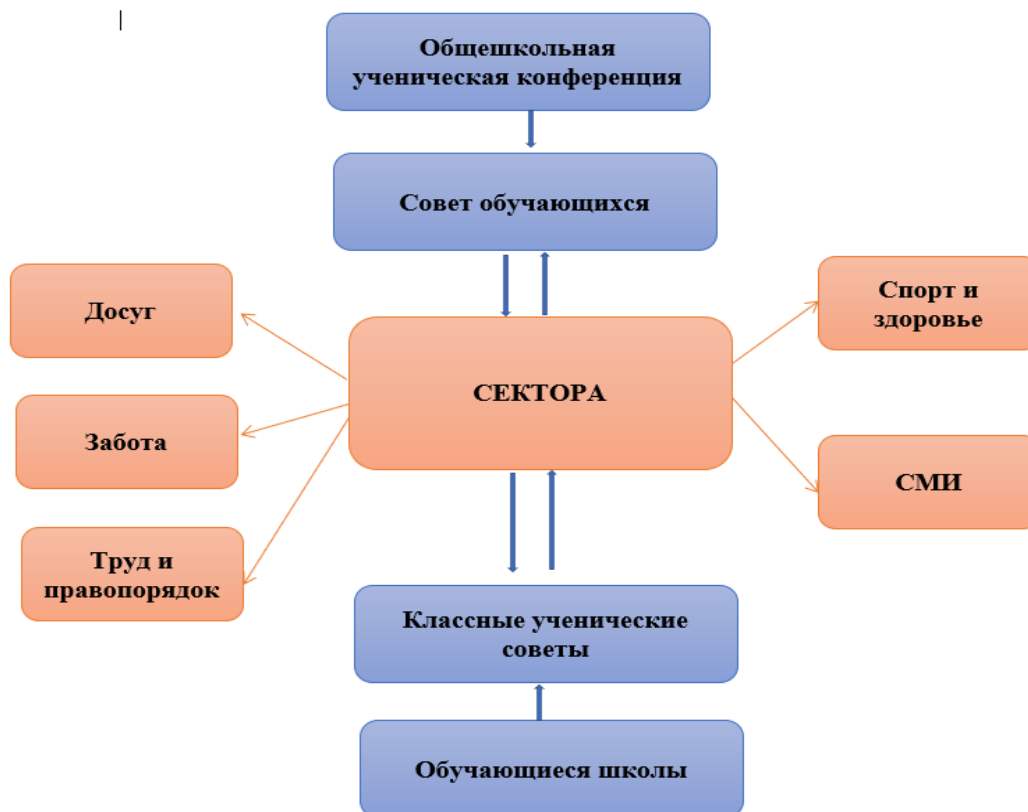 Общешкольная
ученическая конференция
Совет обучающихся
Досуг
Спорт и
здоровье
СЕКТОРА
Забота
СМИ
Труд и
правопорядок
Классные ученические
советы
Обучающиеся школы